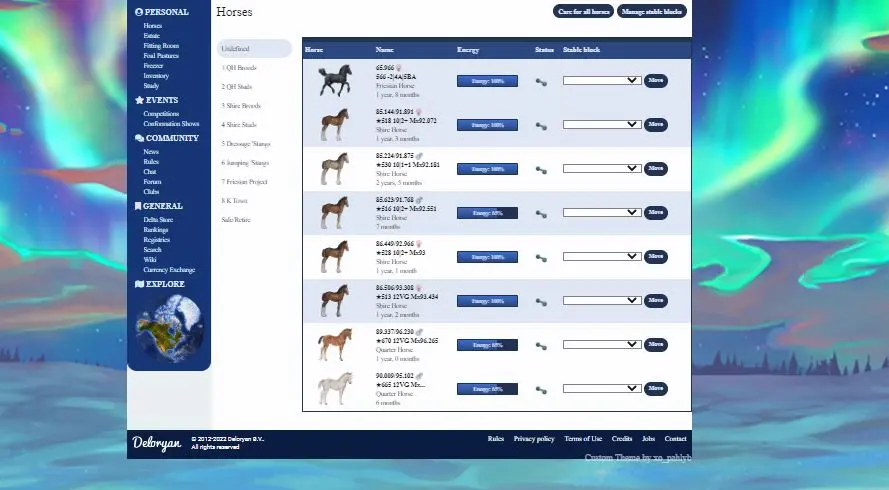 PERSONAL
Horses
Estate
Fitting Room
Foal Pastures
Freezer
Inventory
Study
EVENTS
Competitions
Conformation Shows
COMMUNITY
News
Rules
Chat
Forum
Clubs
GENERAL
Delta Store
Rankings
Registries
Search
Wiki
Currency Exchange
EXPLORE
Horses
Care for all horses
Manage stable blocks
Undefined
1 QH Broods
2 QH Studs
3 Shire Broods
4 Shire Studs
5 Dressage 'Stangs
6 Jumping 'Stangs
7 Friesian Project
8 K Town
Sale/Retire
Horse Name Energy Status Stable block
65.966
566 -2|4A|5BA
Friesian Horse
1 year, 8 months
Energy: 100% Move
85.144/91.891
★518 10|2+ Mx92.072
Shire Horse
1 year, 3 months
Energy: 100% Move
85.224/91.875
★530 10|1+1 Mx92.181
Shire Horse
2 years, 5 months
Energy: 100% Move
85.623/91.768
★516 10|2+ Mx92.551
Shire Horse
7 months
Energy: 65% Move
86.449/92.966
★528 10|2+ Mx93
Shire Horse
1 year, 1 month
Energy: 100% Move
86.506/93.308
★513 12VG Mx93.434
Shire Horse
1 year, 2 months
Energy: 100% Move
89.337/96.230
★670 12VG Mx96.265
Quarter Horse
1 year, 0 months
Energy: 65% Move
90.009/95.102
★665 12VG Mx...
Quarter Horse
6 months
Energy: 65% Move
Deloryan
© 2012-2022 Deloryan B.V.
All rights reserved
Rules Privacy policy Terms of Use Credits Jobs Contact
Custom Theme by xo_pahlyb